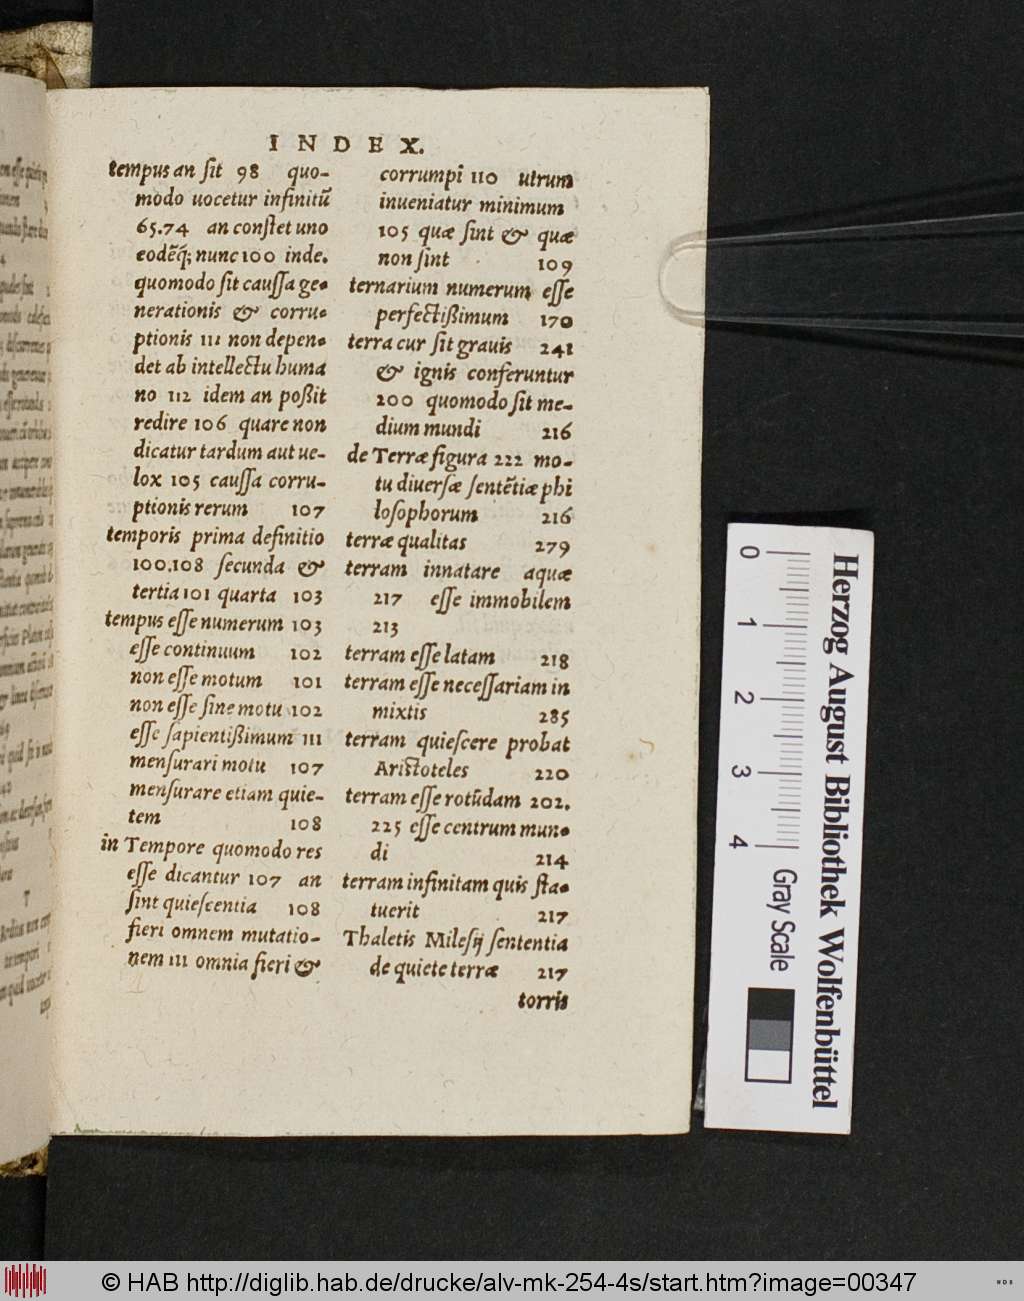 INDEX.
tempus an ſit 98 quo-
modo uocetur infinitũ
65.74 an conſtet uno
eodẽq; nunc 100 inde.
quomodo ſit cauſſa ge-
nerationis & corru-
ptionis 111 non depen-
det ab intellectu huma
no 112 idem an poßit
redire 106 quare non
dicatur tardum aut ue-
lox 105 cauſſa corru-
ptionis rerum 107
temporis prima definitio
100.108 ſecunda &
tertia 101 quarta 103
tempus eſſe numerum 103
eſſe continuum 102
non eſſe motum 101
non eſſe ſine motu 102
eſſe ſapientißimum 111
menſurari motu 107
menſurare etiam quie-
tem 108
in Tempore quomodo res
eſſe dicantur 107 an
ſint quieſcentia 108
fieri omnem mutatio-
nem 111 omnia fieri &
corrumpi 110 utrum
inueniatur minimum
105 quæ ſint & quæ
non ſint 109
ternarium numerum eſſe
perfectißimum 170
terra cur ſit grauis 241
& ignis conferuntur
200 quomodo ſit me-
dium mundi 216
de Terræ figura 222 mo-
tu diuerſæ ſentẽtiæ phi
loſophorum 216
terræ qualitas 279
terram innatare aquæ
217 eſſe immobilem
213
terram eſſe latam 218
terram eſſe neceſſariam in
mixtis 285
terram quieſcere probat
Ariſtoteles 220
terram eſſe rotũdam 202.
225 eſſe centrum mun-
di 214
terram infinitam quis ſta-
tuerit 217
Thaletis Mileſij ſententia
de quiete terræ 217
torris
Herzog August Bibliothek Wolfenbüttel
0 1 2 3 4
Gray Scale
© HAB http://diglib.hab.de/drucke/alv-mk-254-4s/start.htm?image=00347